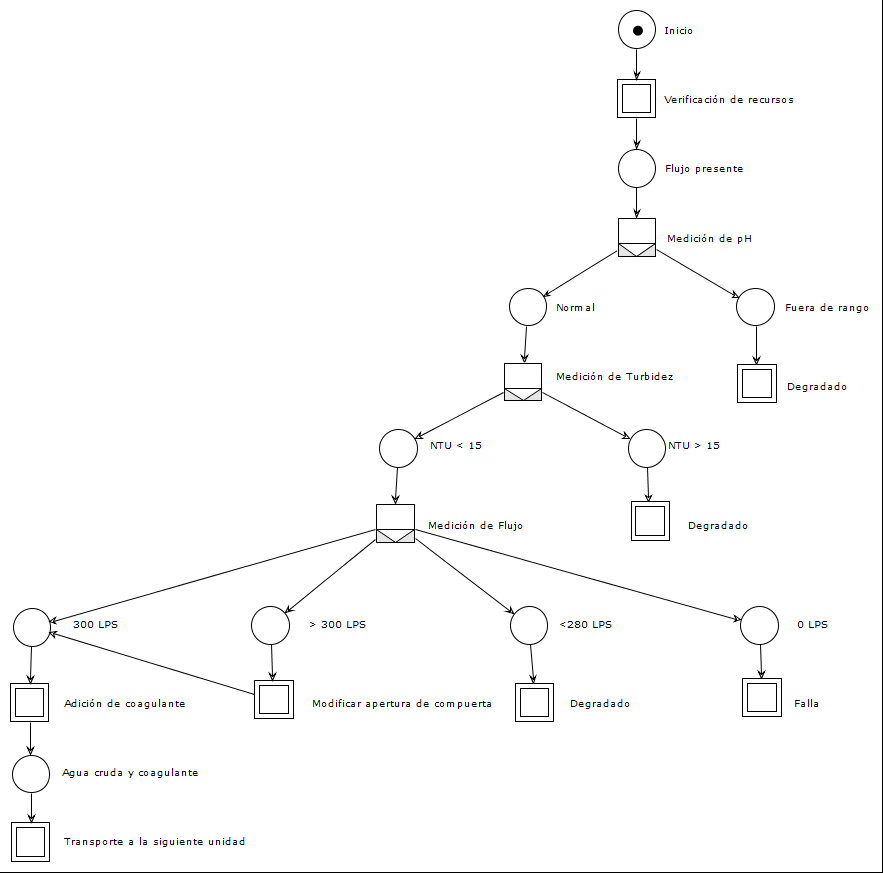 Inicio
Verificación de recursos
Flujo presente
Medición de pH
Normal
Fuera de rango
Medición de Turbidez
Degradado
NTU < 15
NTU > 15
Medición de Flujo
Degradado
300 LPS
> 300 LPS
<280 LPS
0 LPS
Adición de coagulante
Modificar apertura de compuerta
Degradado
Falla
Agua cruda y coagulante
Transporte a la siguiente unidad